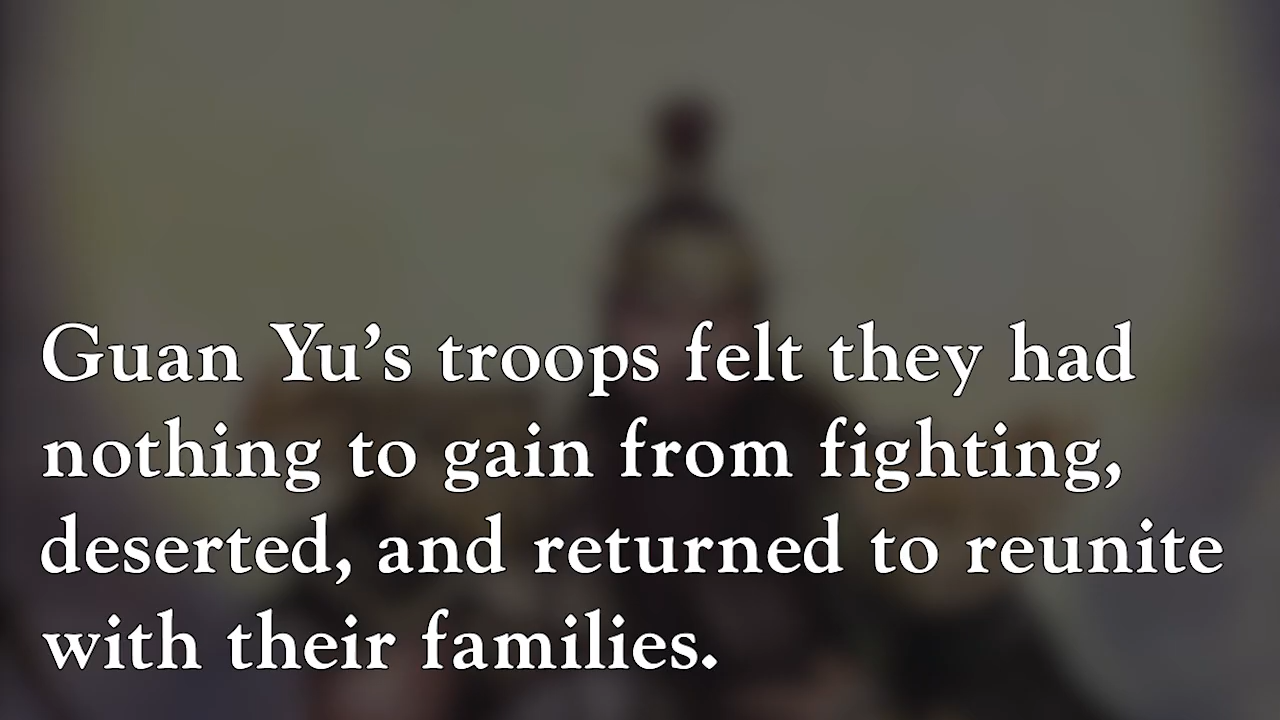 Guan Yu’s troops felt they had
nothing to gain from fighting,
deserted, and returned to reunite
with their families.